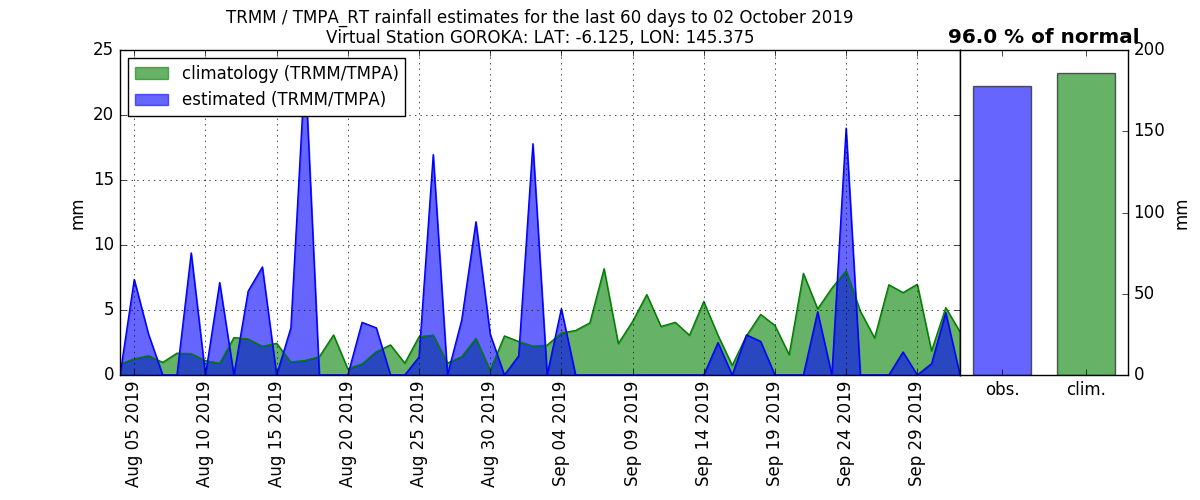 TRMM / TMPA_RT rainfall estimates for the last 60 days to 02 October 2019
Virtual Station GOROKA: LAT: -6.125, LON: 145.375
96.0 % of normal
climatology (TRMM/TMPA)
estimated (TRMM/TMPA)
25
20
15
10
5
0
mm
Aug 05 2019
Aug 10 2019
Aug 15 2019
Aug 20 2019
Aug 25 2019
Aug 30 2019
Sep 04 2019
Sep 09 2019
Sep 14 2019
Sep 19 2019
Sep 24 2019
Sep 29 2019
obs.
clim.
200
150
100
50
0
mm